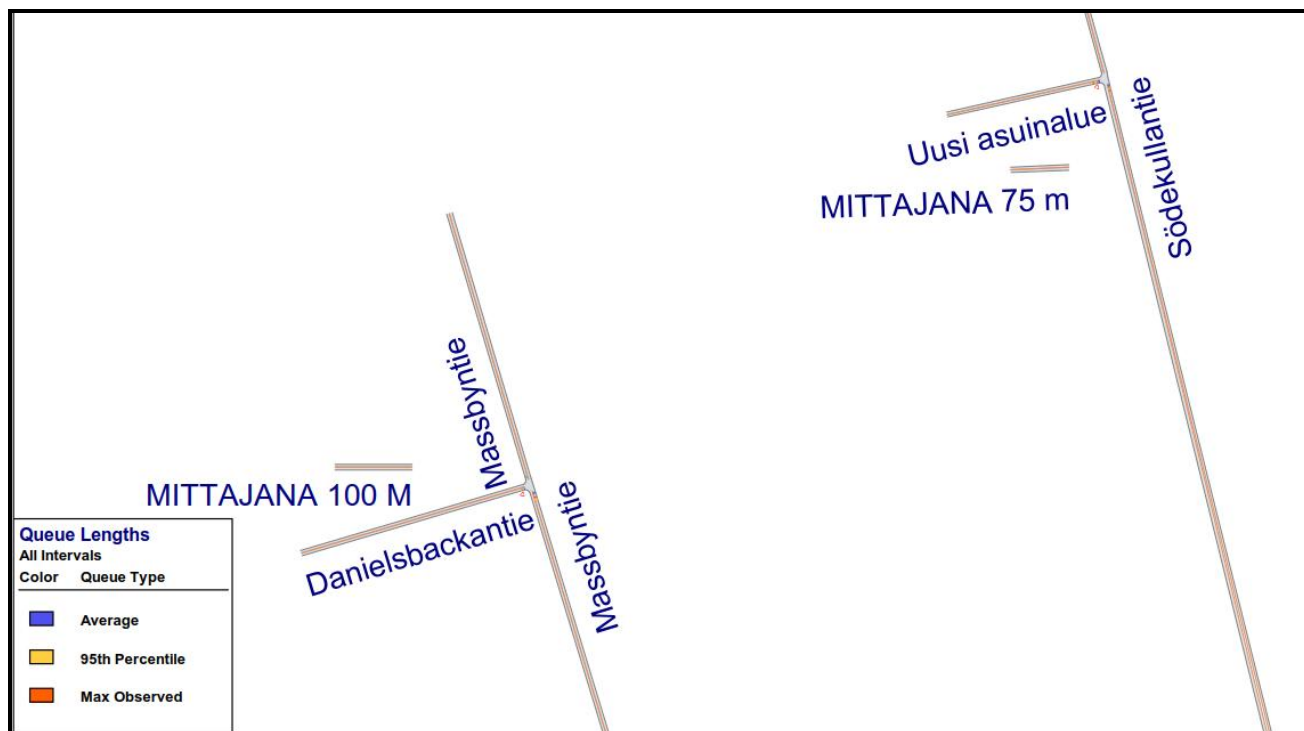 Uusi asuinalue
Södekullantie
MITTAJANA 75 m
Massbyntie
MITTAJANA 100 M
Danielsbackantie
Massbyntie
Queue Lengths
All Intervals
Color Queue Type
Average
95th Percentile
Max Observed